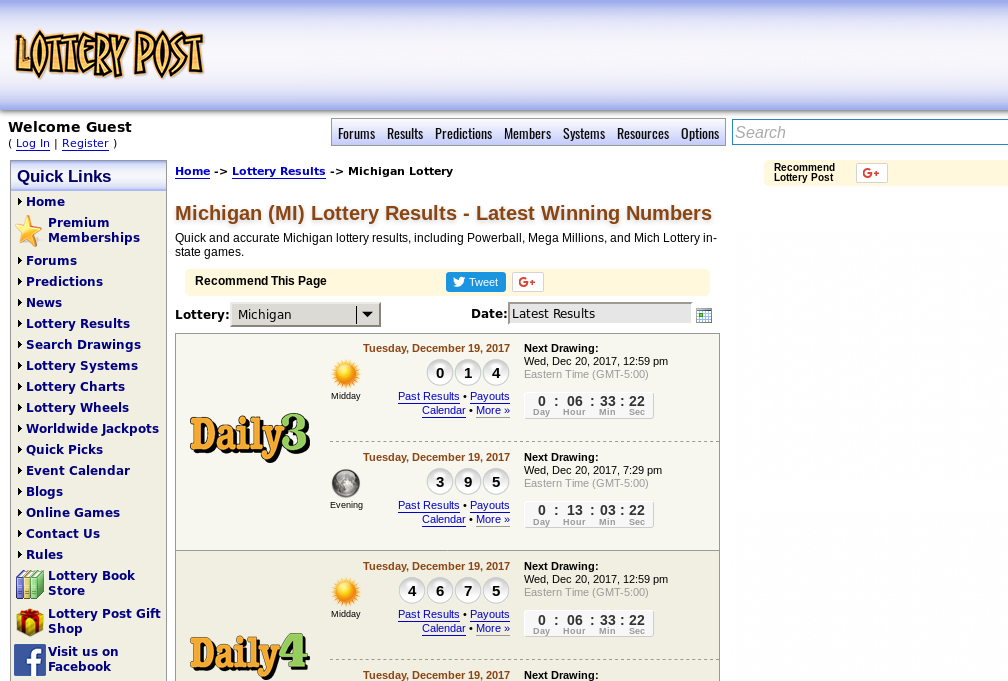 LOTTERY POST
Welcome Guest
( Log In | Register )
Forums Results Predictions Members Systems Resources Options
Search
Quick Links
Home
Premium
Memberships
Forums
Predictions
News
Lottery Results
Search Drawings
Lottery Systems
Lottery Charts
Lottery Wheels
Worldwide Jackpots
Quick Picks
Event Calendar
Blogs
Online Games
Contact Us
Rules
Lottery Book
Store
Lottery Post Gift
Shop
Visit us on
Facebook
Home -> Lottery Results -> Michigan Lottery
Recommend
Lottery Post
G+
Michigan (MI) Lottery Results - Latest Winning Numbers
Quick and accurate Michigan lottery results, including Powerball, Mega Millions, and Mich Lottery in-
state games.
Recommend This Page
Tweet
G+
Lottery: Michigan
Date: Latest Results
Daily3
Tuesday, December 19, 2017
Midday
0 1 4
Past Results • Payouts
Calendar • More »
Next Drawing:
Wed, Dec 20, 2017, 12:59 pm
Eastern Time (GMT-5:00)
0 : 06 : 33 : 22
Day Hour Min Sec
Tuesday, December 19, 2017
Evening
3 9 5
Past Results • Payouts
Calendar • More »
Next Drawing:
Wed, Dec 20, 2017, 7:29 pm
Eastern Time (GMT-5:00)
0 : 13 : 03 : 22
Day Hour Min Sec
Daily4
Tuesday, December 19, 2017
Midday
4 6 7 5
Past Results • Payouts
Calendar • More »
Next Drawing:
Wed, Dec 20, 2017, 12:59 pm
Eastern Time (GMT-5:00)
0 : 06 : 33 : 22
Day Hour Min Sec
Tuesday, December 19, 2017
Next Drawing: